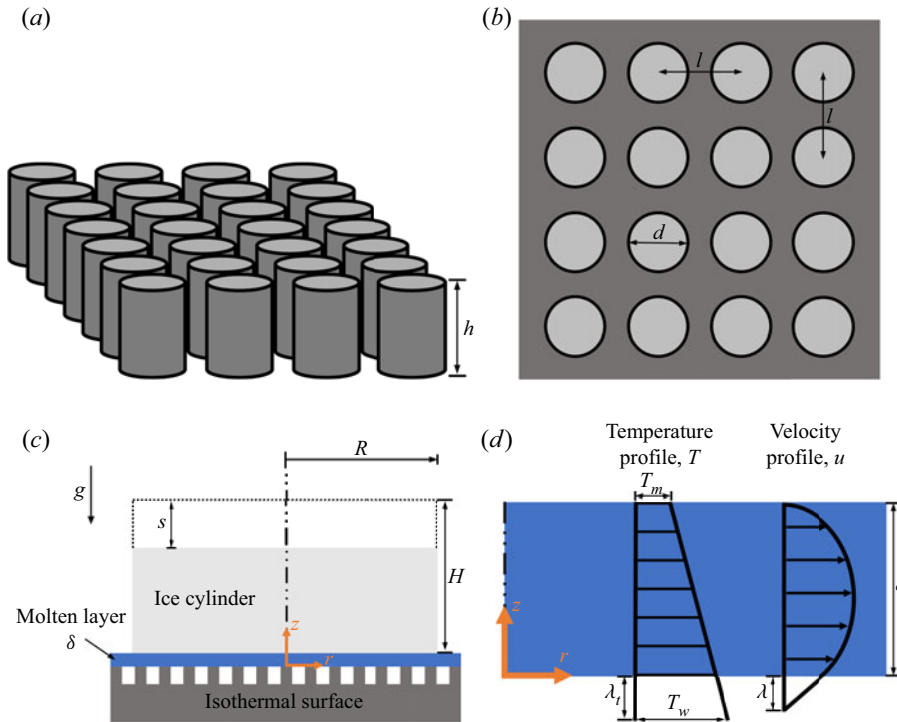 (a)
h
(b)
l
l
d
(c)
R
g
s
H
Ice cylinder
Molten layer
δ
z
r
Isothermal surface
(d)
Temperature
profile, T
Velocity
profile, u
T_m
z
r
λ_t
T_w
λ